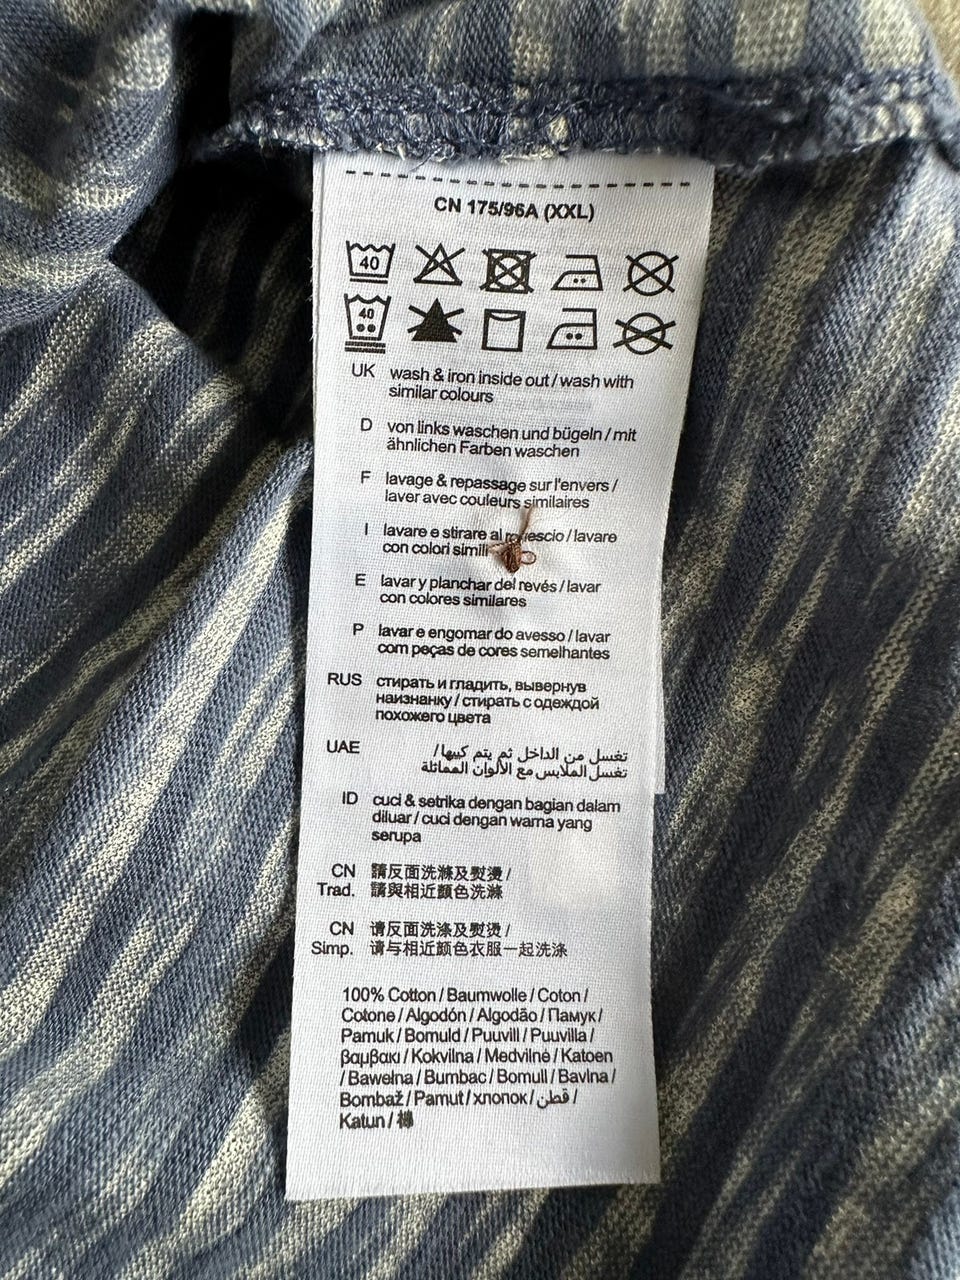 CN 175/96A (XXL)
40
40
UK wash & iron inside out / wash with
similar colours
D von links waschen und bügeln / mit
ähnlichen Farben waschen
F lavage & repassage sur l'envers /
laver avec couleurs similaires
I lavare e stirare al rovescio / lavare
con colori simili
E lavar y planchar del revés / lavar
con colores similares
P lavar e engomar do avesso / lavar
com peças de cores semelhantes
RUS стирать и гладить, вывернув
наизнанку / стирать с одеждой
похожего цвета
UAE تغسل من الداخل ثم يتم كيها/
تغسل الملابس مع الألوان المماثلة
ID cuci & setrika dengan bagian dalam
diluar / cuci dengan warna yang
serupa
CN 請反面洗滌及熨燙 /
Trad. 請與相近顏色洗滌
CN 请反面洗涤及熨烫 /
Simp. 请与相近颜色衣服一起洗涤
100% Cotton / Baumwolle / Coton /
Cotone / Algodón / Algodão / Памук /
Pamuk / Bomuld / Puuvill / Puuvilla /
βαμβακι / Kokvilna / Medvilnė / Katoen
/ Bawełna / Bumbac / Bomull / Bavlna /
Bombaž / Pamut / хлопок / قطن /
Katun / 棉